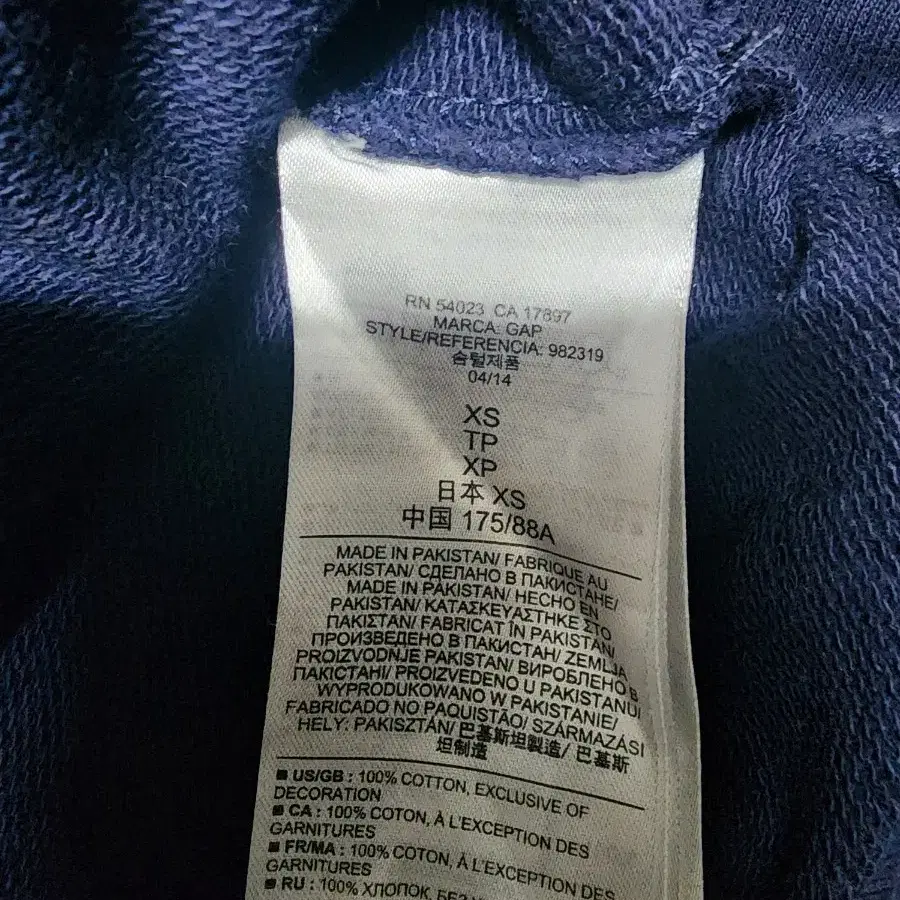 RN 54023 CA 17897
MARCA: GAP
STYLE/REFERENCIA: 982319
솜털제품
04/14
XS
TP
XP
日本 XS
中国 175/88A
MADE IN PAKISTAN/ FABRIQUE AU
PAKISTAN/ СДЕЛАНО В ПАКИСТАНЕ/
MADE IN PAKISTAN/ HECHO EN
PAKISTAN/ ΚΑΤΑΣΚΕΥΑΣΤΗΚΕ ΣΤΟ
ΠΑΚΙΣΤΑΝ/ FABRICAT ÎN PAKISTAN/
ПРОИЗВЕДЕНО В ПАКИСТАН/ ZEMLJA
PROIZVODNJE PAKISTAN/ ВИРОБЛЕНО В
ПАКІСТАНІ/ PROIZVEDENO U PAKISTANU/
WYPRODUKOWANO W PAKISTANIE/
FABRICADO NO PAQUISTÃO/ SZÁRMAZÁSI
HELY: PAKISZTÁN/ 巴基斯坦製造/ 巴基斯
坦制造
■ US/GB : 100% COTTON, EXCLUSIVE OF
DECORATION
■ CA : 100% COTON, À L'EXCEPTION DES
GARNITURES
■ FR/MA : 100% COTON, À L'EXCEPTION DES
GARNITURES
■ RU : 100% ХЛОПОК, БЕЗ